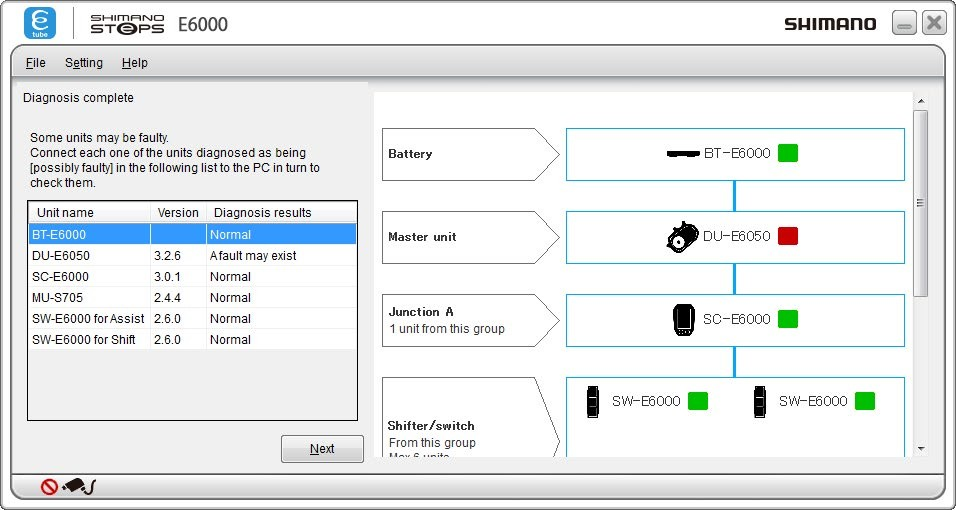 E tube
SHIMANO STEPS E6000
SHIMANO
File Setting Help
Diagnosis complete
Some units may be faulty.
Connect each one of the units diagnosed as being
[possibly faulty] in the following list to the PC in turn to
check them.
Unit name Version Diagnosis results
BT-E6000 Normal
DU-E6050 3.2.6 A fault may exist
SC-E6000 3.0.1 Normal
MU-S705 2.4.4 Normal
SW-E6000 for Assist 2.6.0 Normal
SW-E6000 for Shift 2.6.0 Normal
Next
Battery
BT-E6000
Master unit
DU-E6050
Junction A
1 unit from this group
SC-E6000
SW-E6000 SW-E6000
Shifter/switch
From this group
Max 6 units